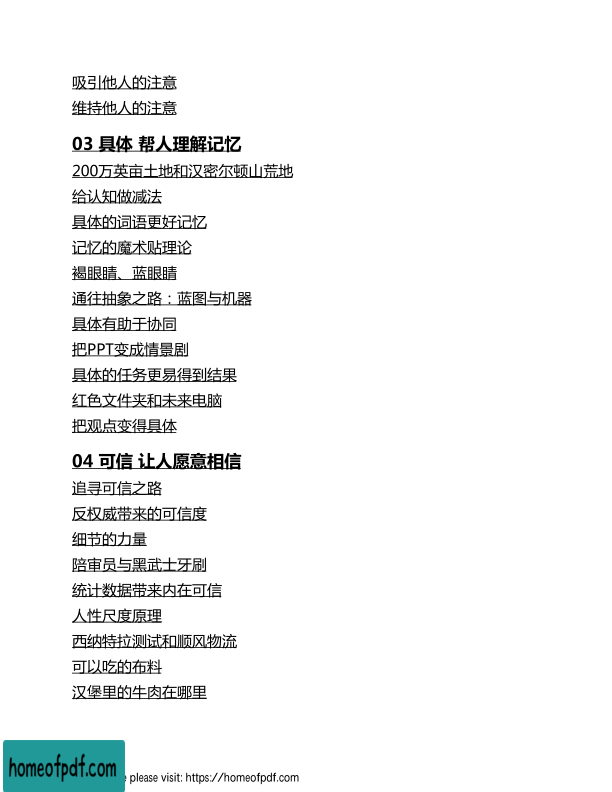 吸引他人的注意
维持他人的注意
03 具体 帮人理解记忆
200万英亩土地和汉密尔顿山荒地
给认知做减法
具体的词语更好记忆
记忆的魔术贴理论
褐眼睛、蓝眼睛
通往抽象之路：蓝图与机器
具体有助于协同
把PPT变成情景剧
具体的任务更易得到结果
红色文件夹和未来电脑
把观点变得具体
04 可信 让人愿意相信
追寻可信之路
反权威带来的可信度
细节的力量
陪审员与黑武士牙刷
统计数据带来内在可信
人性尺度原理
西纳特拉测试和顺风物流
可以吃的布料
汉堡里的牛肉在哪里
homeofpdf.com
please visit: https://homeofpdf.com